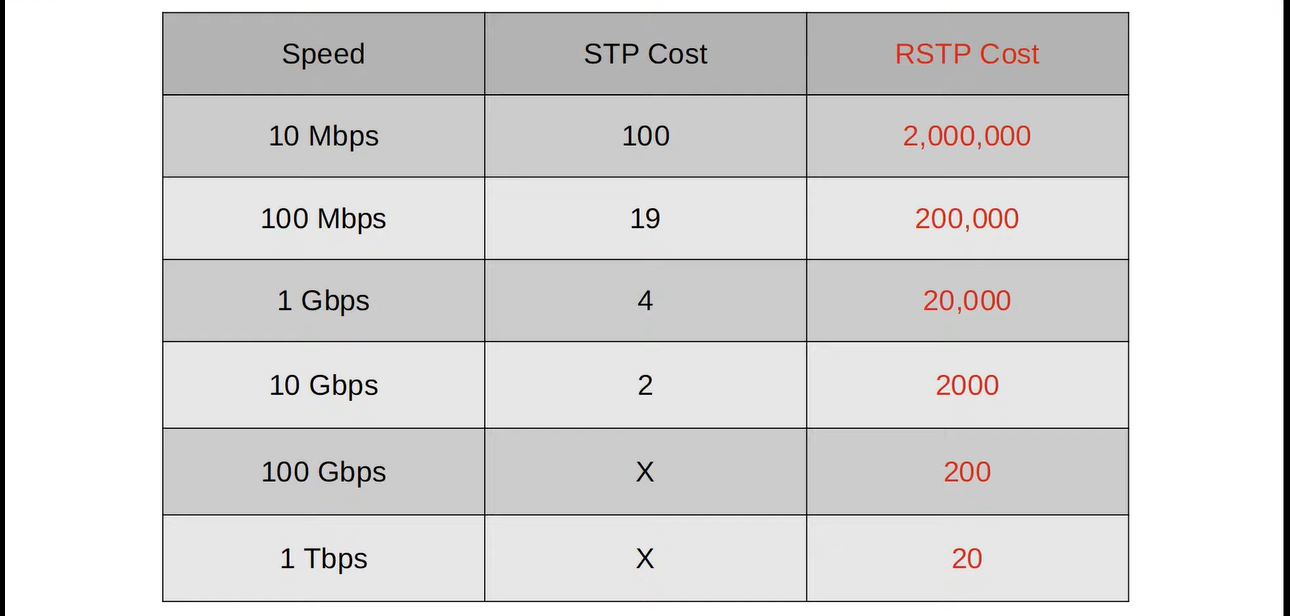 Speed STP Cost RSTP Cost
10 Mbps 100 2,000,000
100 Mbps 19 200,000
1 Gbps 4 20,000
10 Gbps 2 2000
100 Gbps X 200
1 Tbps X 20